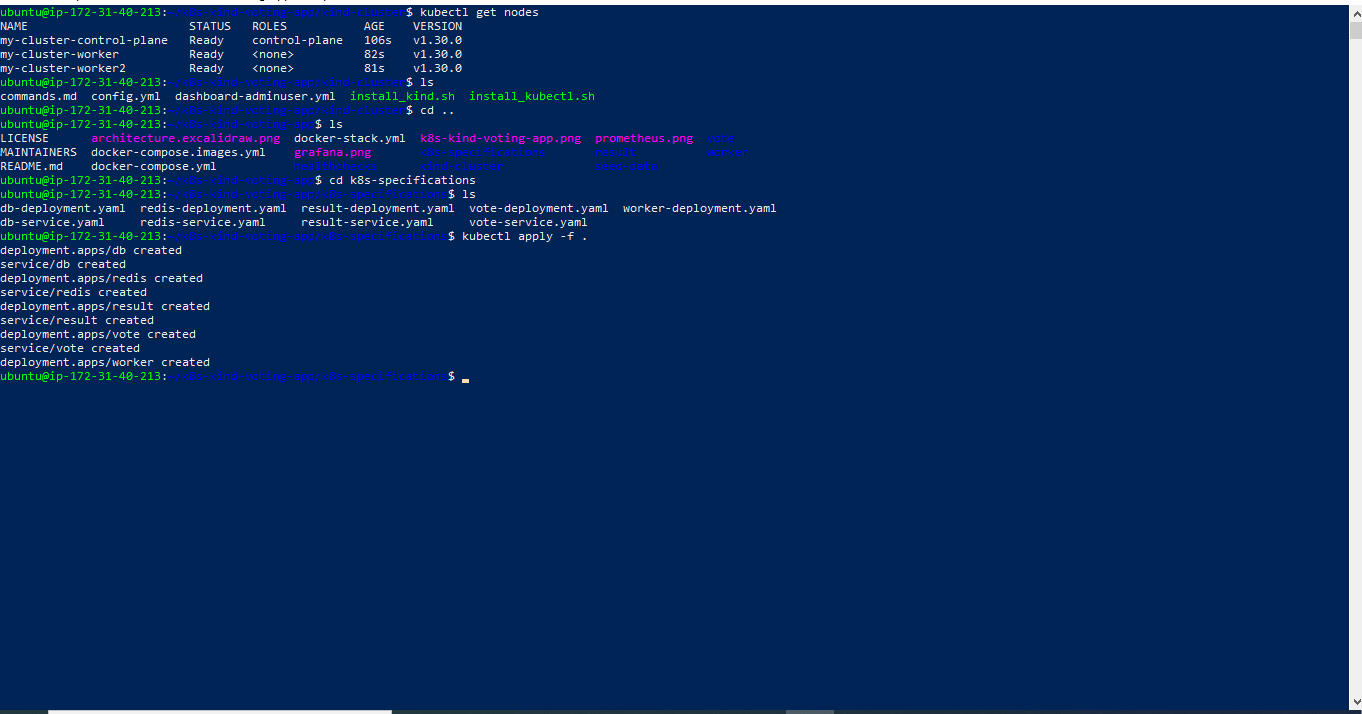 ubuntu@ip-172-31-40-213:~/k8s-kind-voting-app/kind-cluster$ kubectl get nodes
NAME STATUS ROLES AGE VERSION
my-cluster-control-plane Ready control-plane 106s v1.30.0
my-cluster-worker Ready <none> 82s v1.30.0
my-cluster-worker2 Ready <none> 81s v1.30.0
ubuntu@ip-172-31-40-213:~/k8s-kind-voting-app/kind-cluster$ ls
commands.md config.yml dashboard-adminuser.yml install_kind.sh install_kubectl.sh
ubuntu@ip-172-31-40-213:~/k8s-kind-voting-app/kind-cluster$ cd ..
ubuntu@ip-172-31-40-213:~/k8s-kind-voting-app$ ls
LICENSE architecture.excalidraw.png docker-stack.yml k8s-kind-voting-app.png prometheus.png vote
MAINTAINERS docker-compose.images.yml grafana.png k8s-specifications result worker
README.md docker-compose.yml healthchecks kind-cluster seed-data
ubuntu@ip-172-31-40-213:~/k8s-kind-voting-app$ cd k8s-specifications
ubuntu@ip-172-31-40-213:~/k8s-kind-voting-app/k8s-specifications$ ls
db-deployment.yaml redis-deployment.yaml result-deployment.yaml vote-deployment.yaml worker-deployment.yaml
db-service.yaml redis-service.yaml result-service.yaml vote-service.yaml
ubuntu@ip-172-31-40-213:~/k8s-kind-voting-app/k8s-specifications$ kubectl apply -f .
deployment.apps/db created
service/db created
deployment.apps/redis created
service/redis created
deployment.apps/result created
service/result created
deployment.apps/vote created
service/vote created
deployment.apps/worker created
ubuntu@ip-172-31-40-213:~/k8s-kind-voting-app/k8s-specifications$